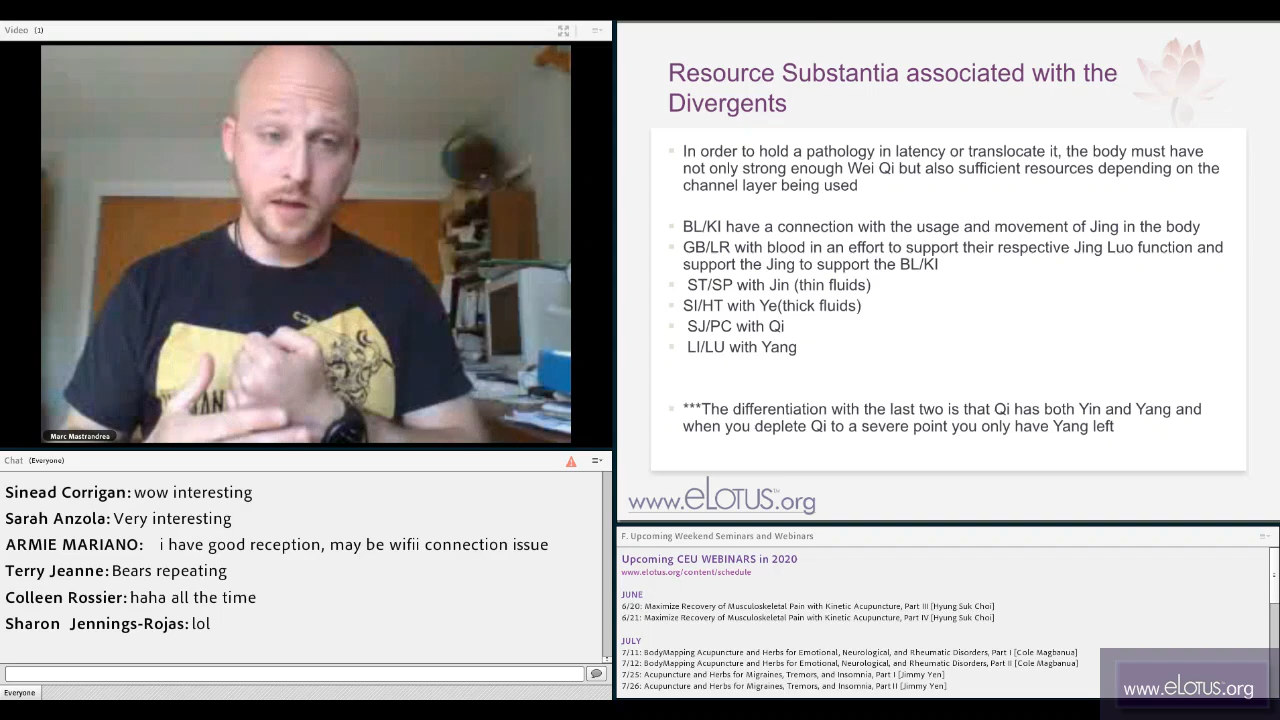 Video (1)
Marc Mastrandrea
Chat (Everyone)
Sinead Corrigan: wow interesting
Sarah Anzola: Very interesting
ARMIE MARIANO: i have good reception, may be wifii connection issue
Terry Jeanne: Bears repeating
Colleen Rossier: haha all the time
Sharon Jennings-Rojas: lol
Everyone
Resource Substantia associated with the
Divergents
In order to hold a pathology in latency or translocate it, the body must have
not only strong enough Wei Qi but also sufficient resources depending on the
channel layer being used
BL/KI have a connection with the usage and movement of Jing in the body
GB/LR with blood in an effort to support their respective Jing Luo function and
support the Jing to support the BL/KI
ST/SP with Jin (thin fluids)
SI/HT with Ye(thick fluids)
SJ/PC with Qi
LI/LU with Yang
***The differentiation with the last two is that Qi has both Yin and Yang and
when you deplete Qi to a severe point you only have Yang left
www.eLOTUS.org
F. Upcoming Weekend Seminars and Webinars
Upcoming CEU WEBINARS in 2020
www.elotus.org/content/schedule
JUNE
6/20: Maximize Recovery of Musculoskeletal Pain with Kinetic Acupuncture, Part III [Hyung Suk Choi]
6/21: Maximize Recovery of Musculoskeletal Pain with Kinetic Acupuncture, Part IV [Hyung Suk Choi]
JULY
7/11: BodyMapping Acupuncture and Herbs for Emotional, Neurological, and Rheumatic Disorders, Part I [Cole Magbanua]
7/12: BodyMapping Acupuncture and Herbs for Emotional, Neurological, and Rheumatic Disorders, Part II [Cole Magbanua]
7/25: Acupuncture and Herbs for Migraines, Tremors, and Insomnia, Part I [Jimmy Yen]
7/26: Acupuncture and Herbs for Migraines, Tremors, and Insomnia, Part II [Jimmy Yen]
www.eLOTUS.org